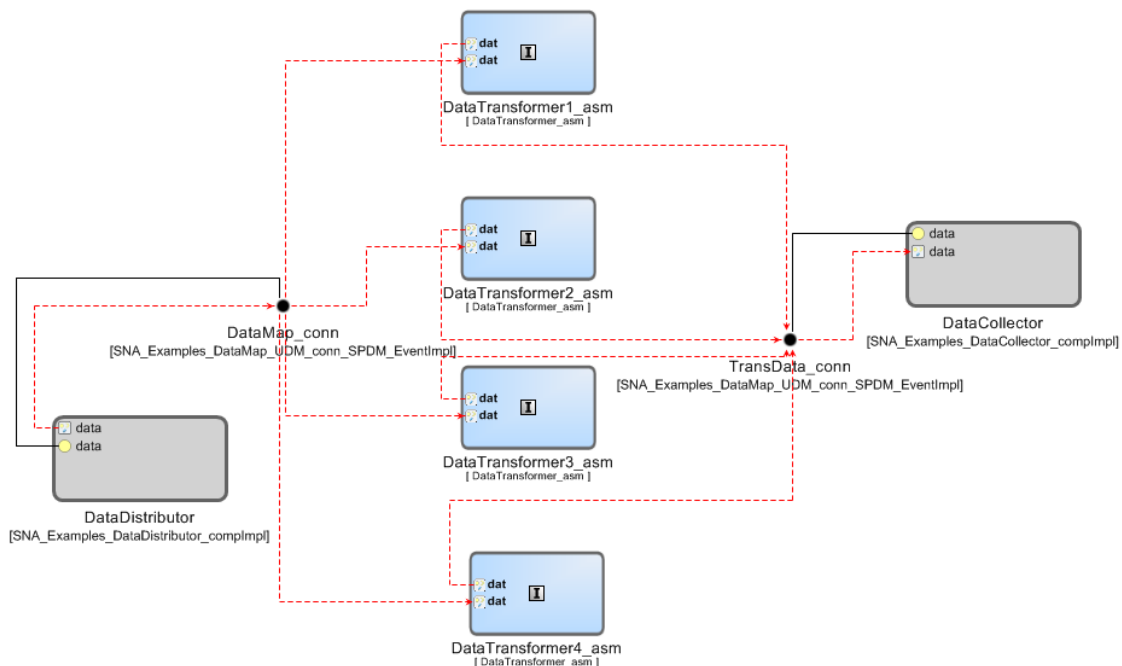 dat
dat
DataTransformer1_asm
[ DataTransformer_asm ]
dat
dat
DataTransformer2_asm
[ DataTransformer_asm ]
data
data
DataCollector
[SNA_Examples_DataCollector_compImpl]
DataMap_conn
[SNA_Examples_DataMap_UDM_conn_SPDM_EventImpl]
TransData_conn
[SNA_Examples_DataMap_UDM_conn_SPDM_EventImpl]
dat
dat
DataTransformer3_asm
[ DataTransformer_asm ]
data
data
DataDistributor
[SNA_Examples_DataDistributor_compImpl]
dat
dat
DataTransformer4_asm
[ DataTransformer_asm ]